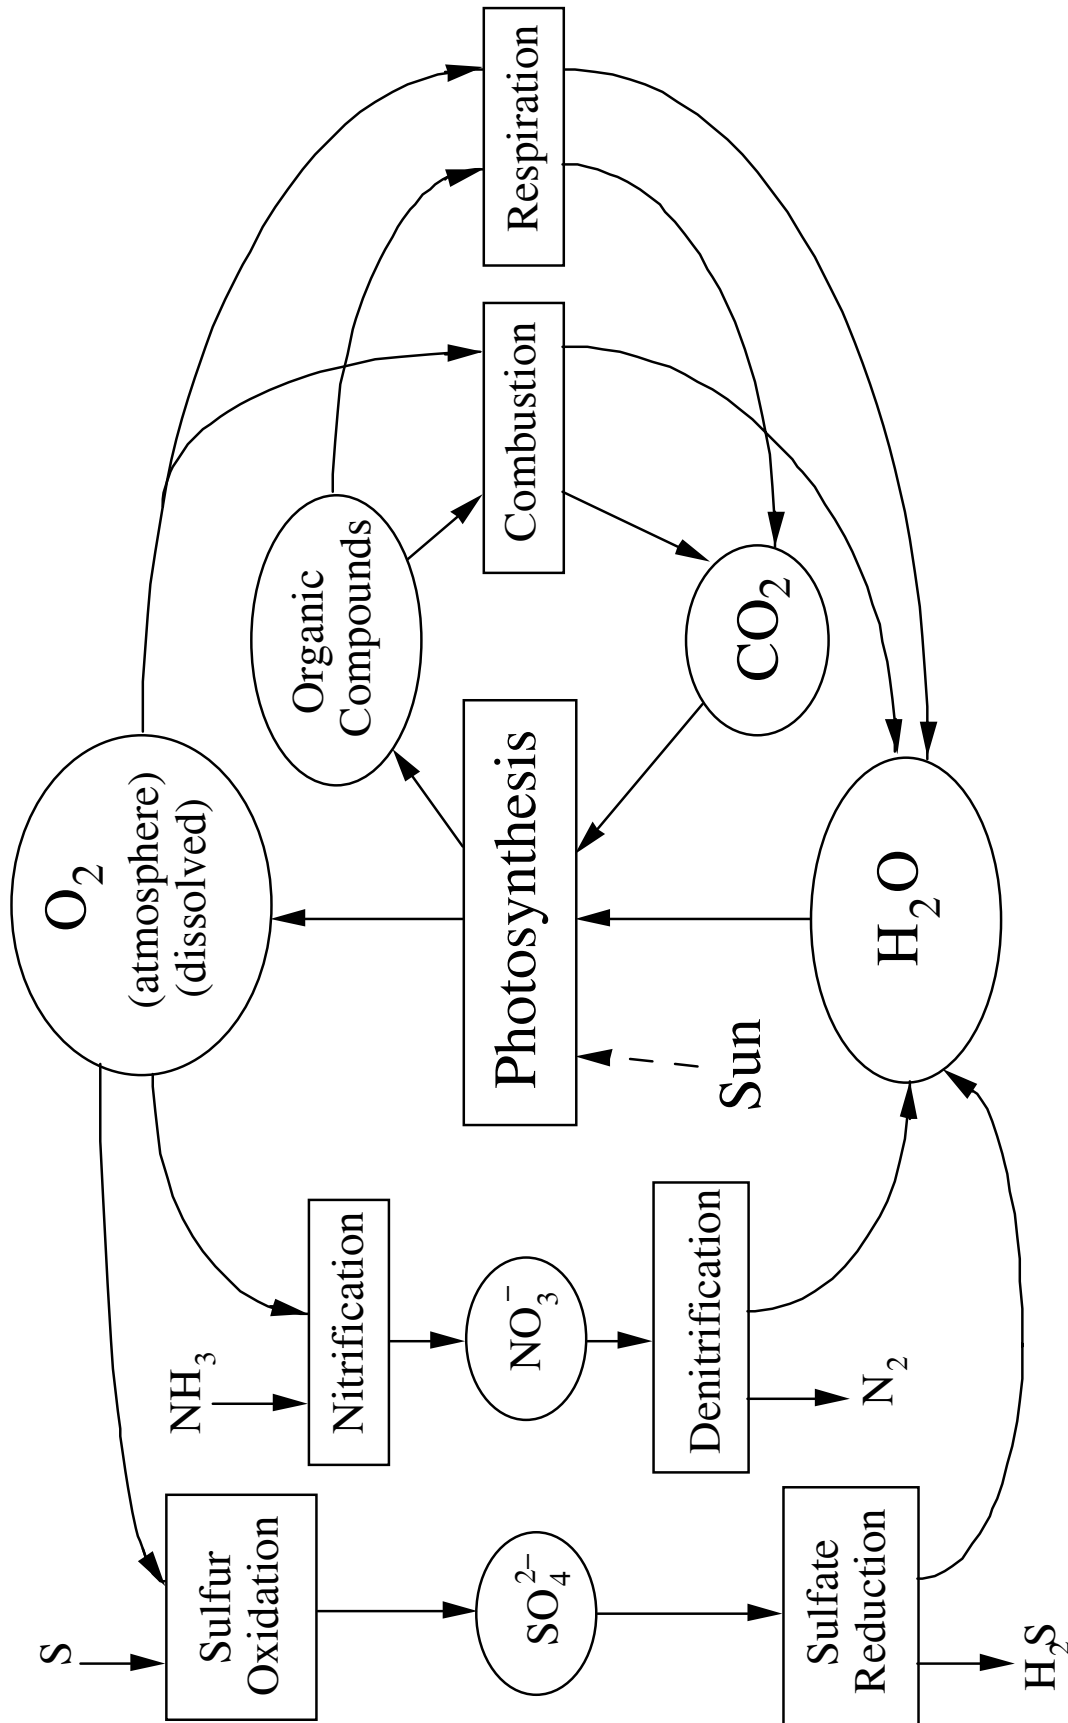 S
Sulfur
Oxidation
SO₄²⁻
Sulfate
Reduction
H₂S
NH₃
Nitrification
NO₃⁻
Denitrification
N₂
O₂
(atmosphere)
(dissolved)
Photosynthesis
Sun
H₂O
Organic
Compounds
CO₂
Combustion
Respiration